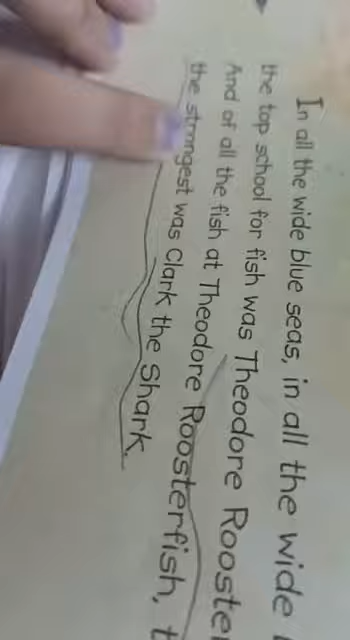 In all the wide blue seas, in all the wide
the top school for fish was Theodore Rooster
And of all the fish at Theodore Roosterfish, t
the strongest was Clark the Shark.